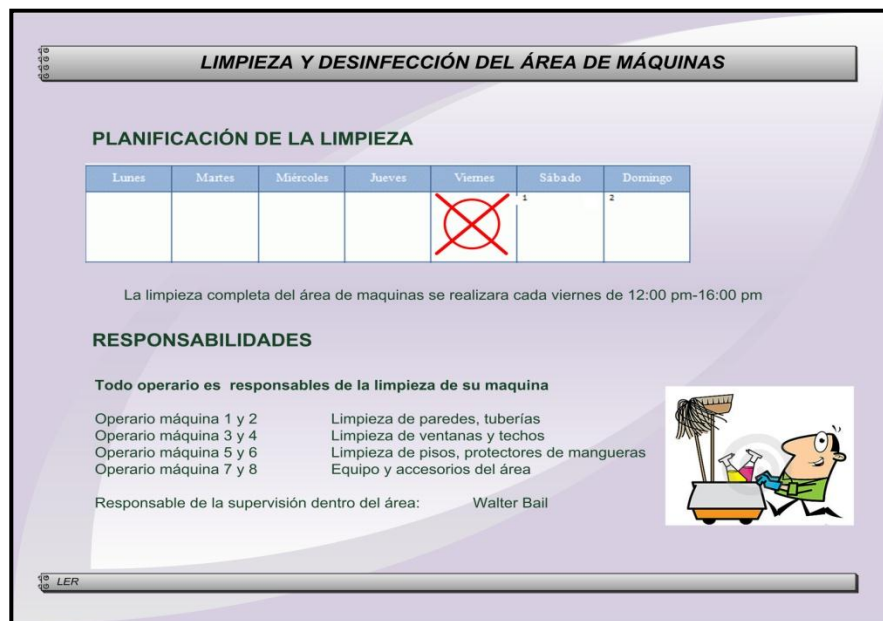 LIMPIEZA Y DESINFECCIÓN DEL ÁREA DE MÁQUINAS
PLANIFICACIÓN DE LA LIMPIEZA
Lunes Martes Miércoles Jueves Viernes Sábado Domingo
1 2
La limpieza completa del área de maquinas se realizara cada viernes de 12:00 pm-16:00 pm
RESPONSABILIDADES
Todo operario es responsables de la limpieza de su maquina
Operario máquina 1 y 2 Limpieza de paredes, tuberías
Operario máquina 3 y 4 Limpieza de ventanas y techos
Operario máquina 5 y 6 Limpieza de pisos, protectores de mangueras
Operario máquina 7 y 8 Equipo y accesorios del área
Responsable de la supervisión dentro del área: Walter Bail
LER